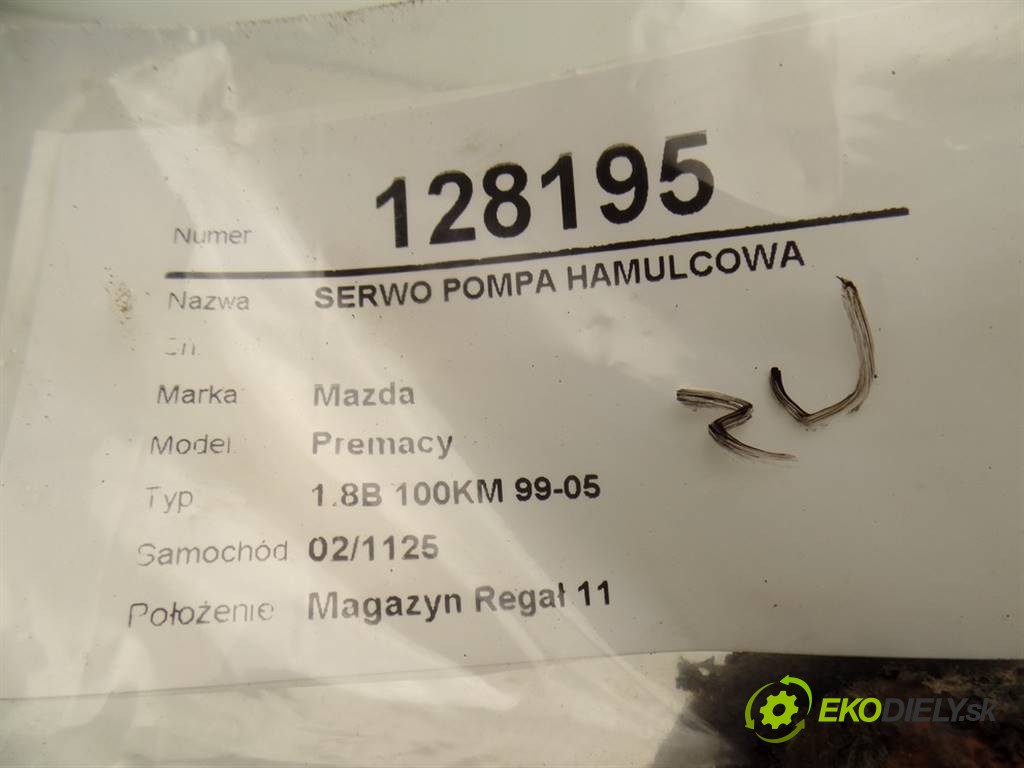 Numer 128195
Nazwa SERWO POMPA HAMULCOWA
Marka Mazda
Model Premacy
Typ 1.8B 100KM 99-05
Samochód 02/1125
Położenie Magazyn Regał 11
EKODIELY.sk